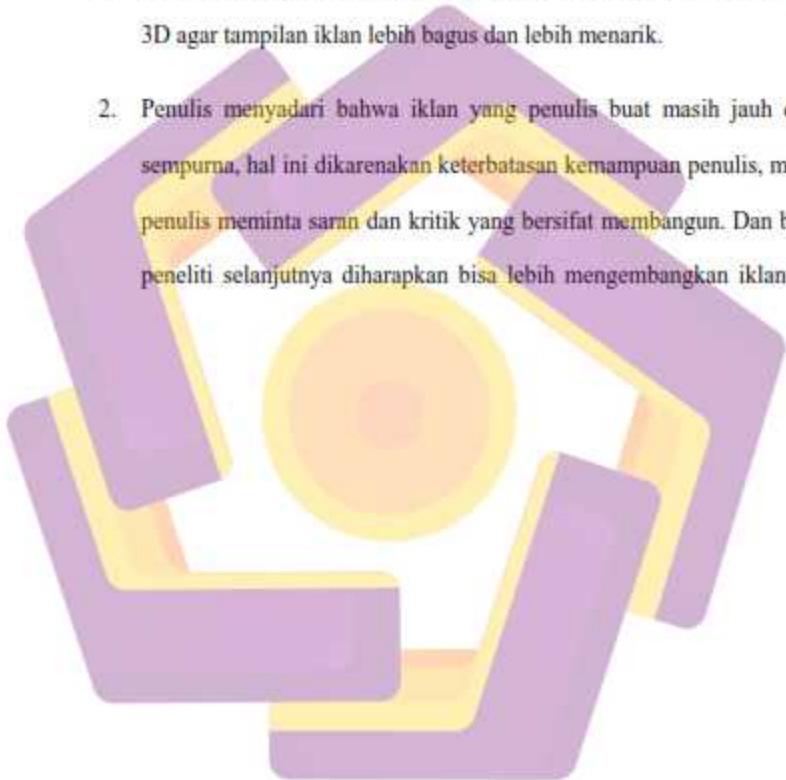 3D agar tampilan iklan lebih bagus dan lebih menarik.
2. Penulis menyadari bahwa iklan yang penulis buat masih jauh
sempurna, hal ini dikarenakan keterbatasan kemampuan penulis,
penulis meminta saran dan kritik yang bersifat membangun. Dan
peneliti selanjutnya diharapkan bisa lebih mengembangkan iklan